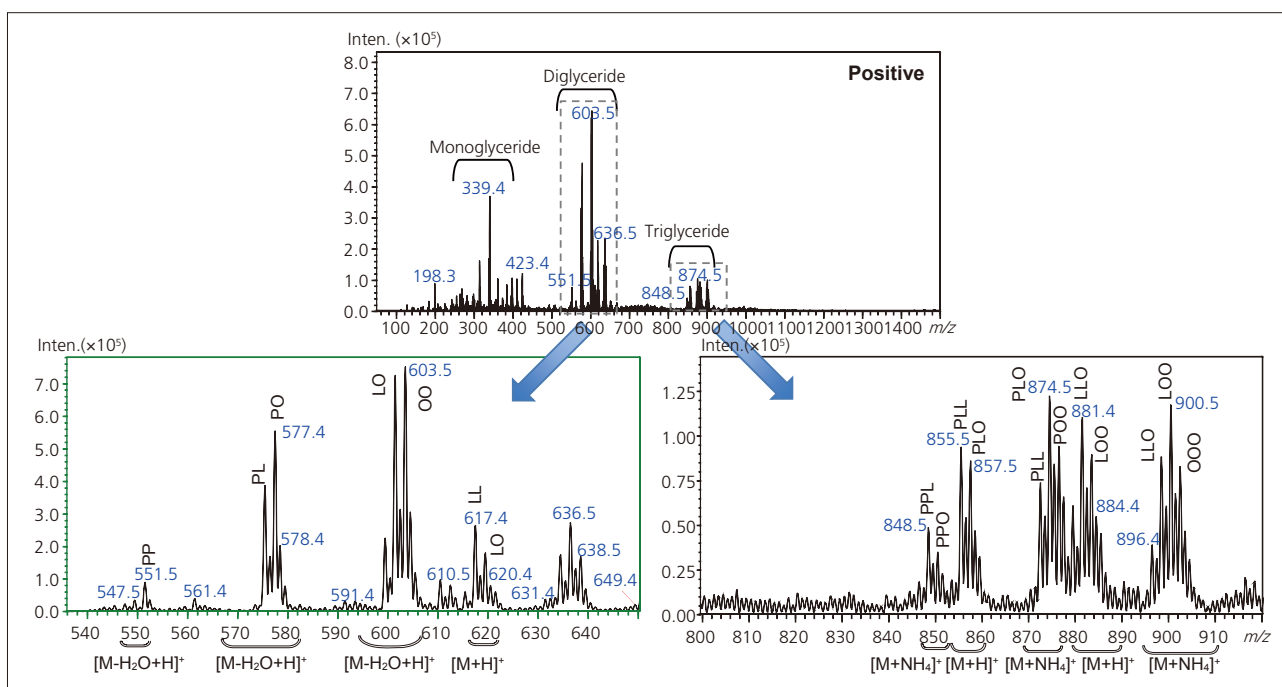 Inten. (×10⁵)
8.0
7.0
6.0
5.0
4.0
3.0
2.0
1.0
0.0
Positive
Diglyceride
603.5
Monoglyceride
339.4
Triglyceride
636.5
198.3
423.4
551.5
848.5
874.5
100 200 300 400 500 600 700 800 900 1000 1100 1200 1300 1400 m/z
Inten.(×10⁵)
7.0
6.0
5.0
4.0
3.0
2.0
1.0
0.0
LO
603.5
OO
PO
577.4
PL
578.4
LL
617.4
LO
636.5
PP
547.5
551.5
561.4
591.4
610.5
620.4
631.4
638.5
649.4
540 550 560 570 580 590 600 610 620 630 640
[M-H₂O+H]⁺ [M-H₂O+H]⁺ [M-H₂O+H]⁺ [M+H]⁺
Inten.(×10⁵)
1.25
1.00
0.75
0.50
0.25
0.00
PLO
874.5
LLO
881.4
LOO
900.5
PLL
855.5
PLO
857.5
POO
LOO
LLO
OOO
PLL
PPL
848.5
PPO
884.4
896.4
800 810 820 830 840 850 860 870 880 890 900 910 m/z
[M+NH₄]⁺ [M+H]⁺ [M+NH₄]⁺ [M+H]⁺ [M+NH₄]⁺